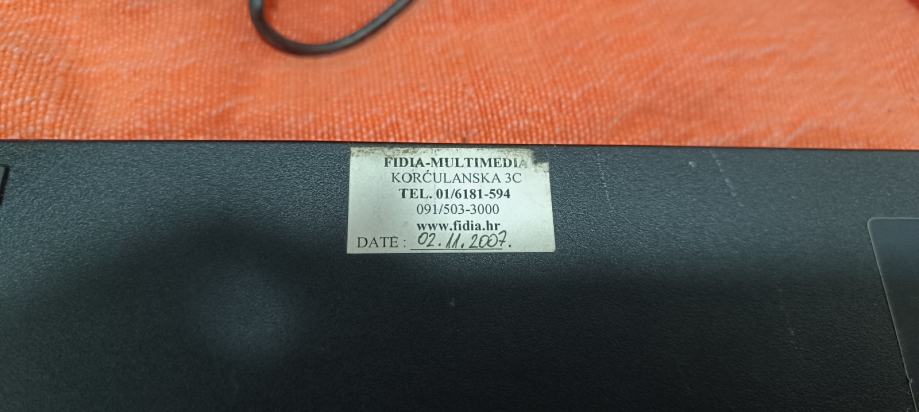 FIDIA-MULTIMEDIA
KORĆULANSKA 3C
TEL. 01/6181-594
091/503-3000
www.fidia.hr
DATE : 02.11.2007.